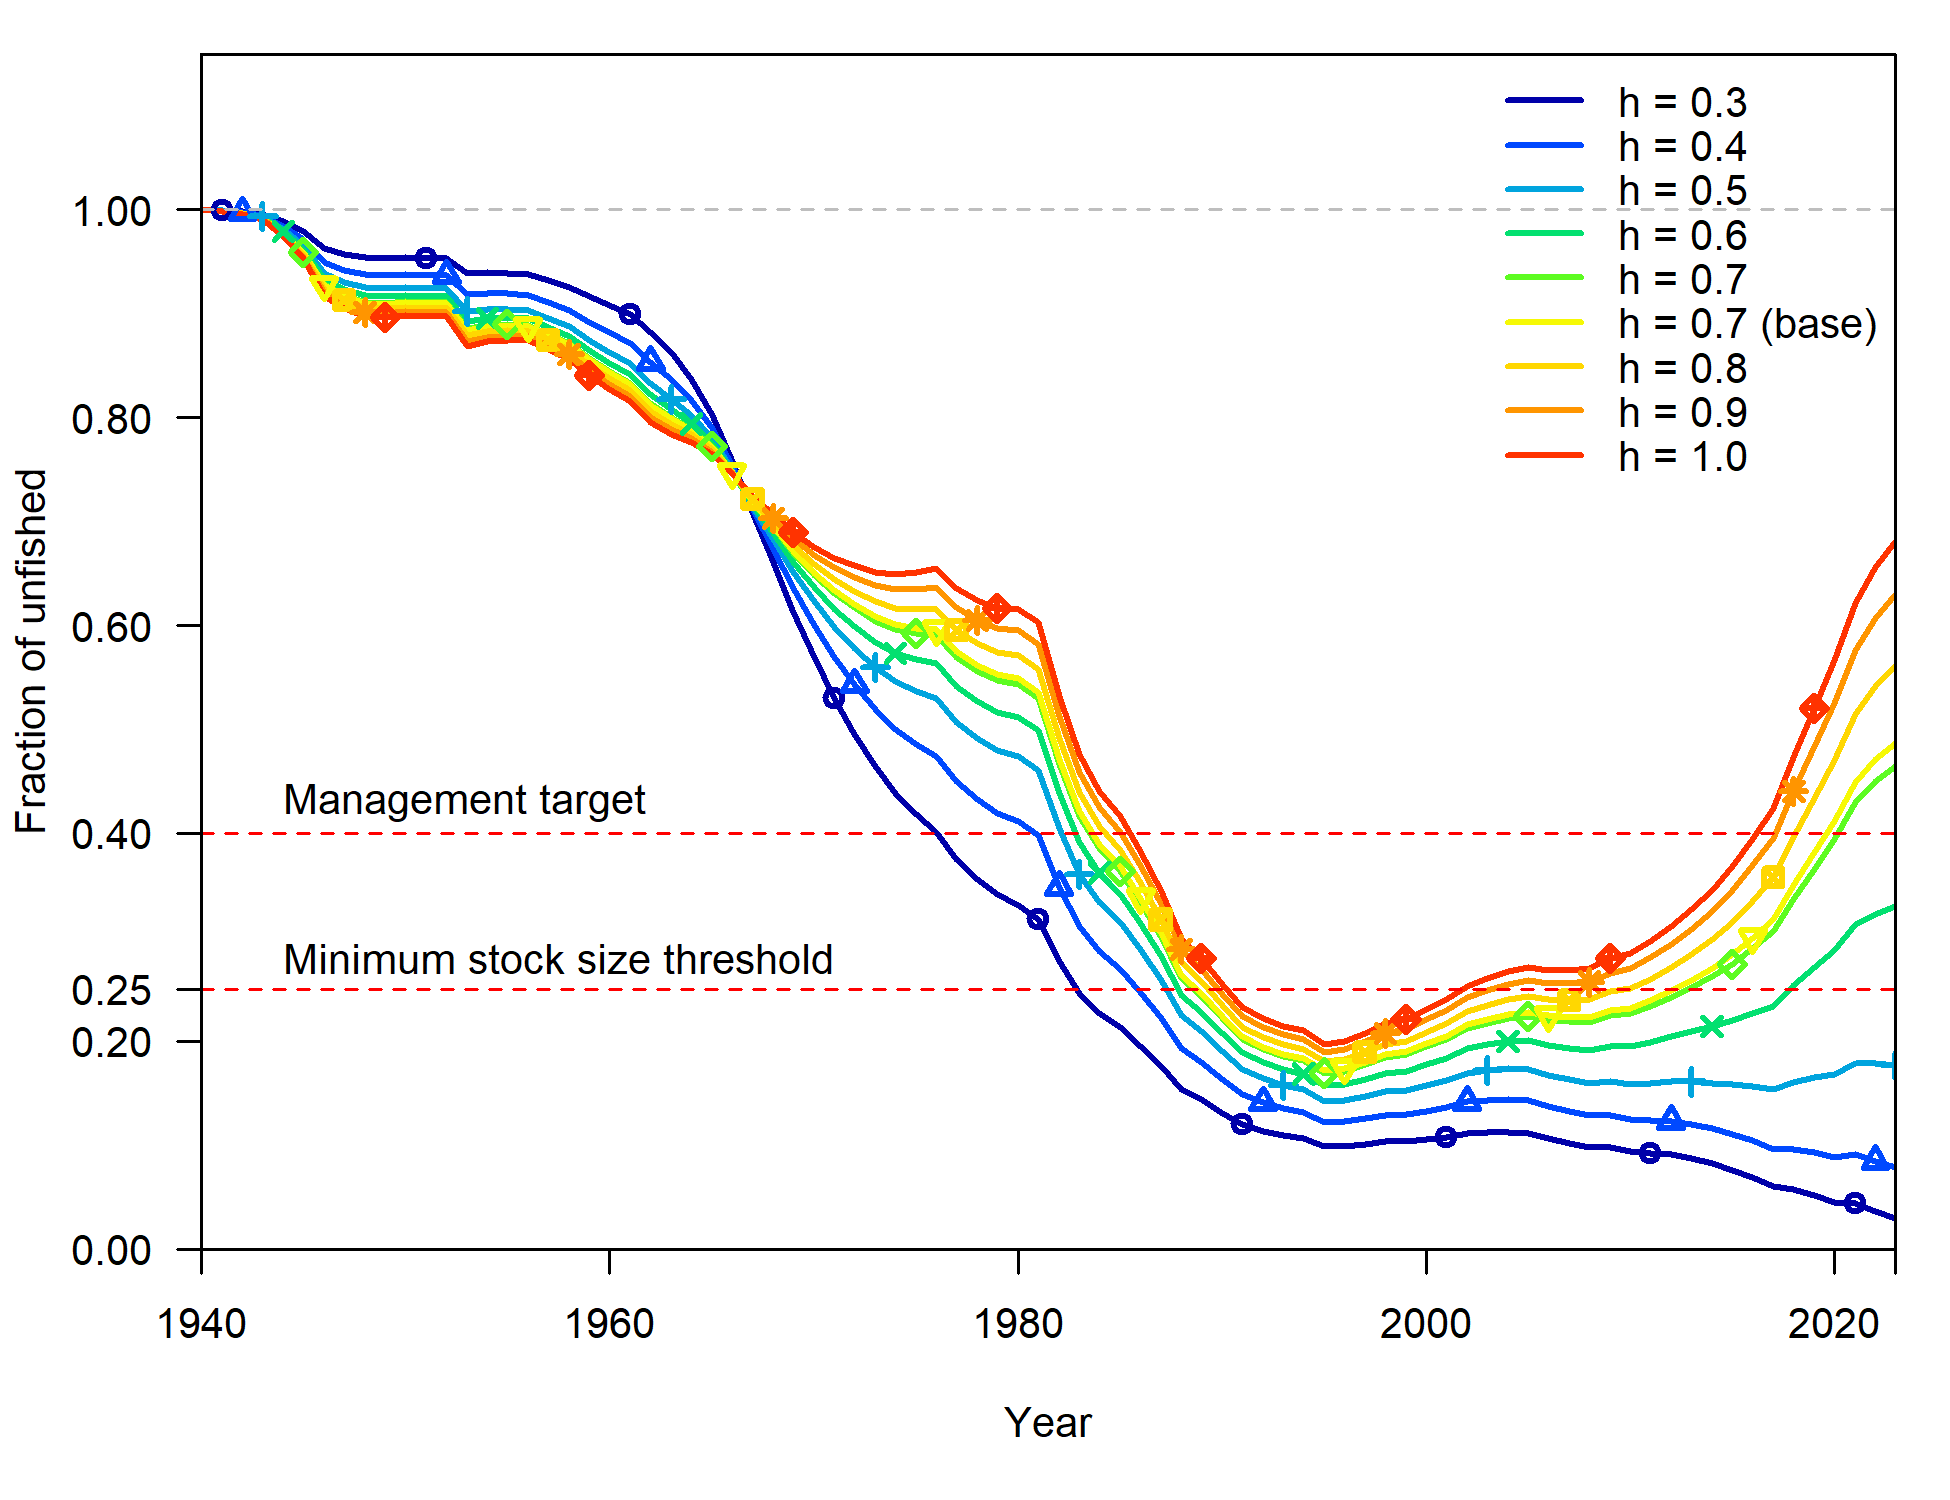 h = 0.3
h = 0.4
h = 0.5
h = 0.6
h = 0.7
h = 0.7 (base)
h = 0.8
h = 0.9
h = 1.0
Fraction of unfished
1.00
0.80
0.60
0.40
0.25
0.20
0.00
Management target
Minimum stock size threshold
1940 1960 1980 2000 2020
Year